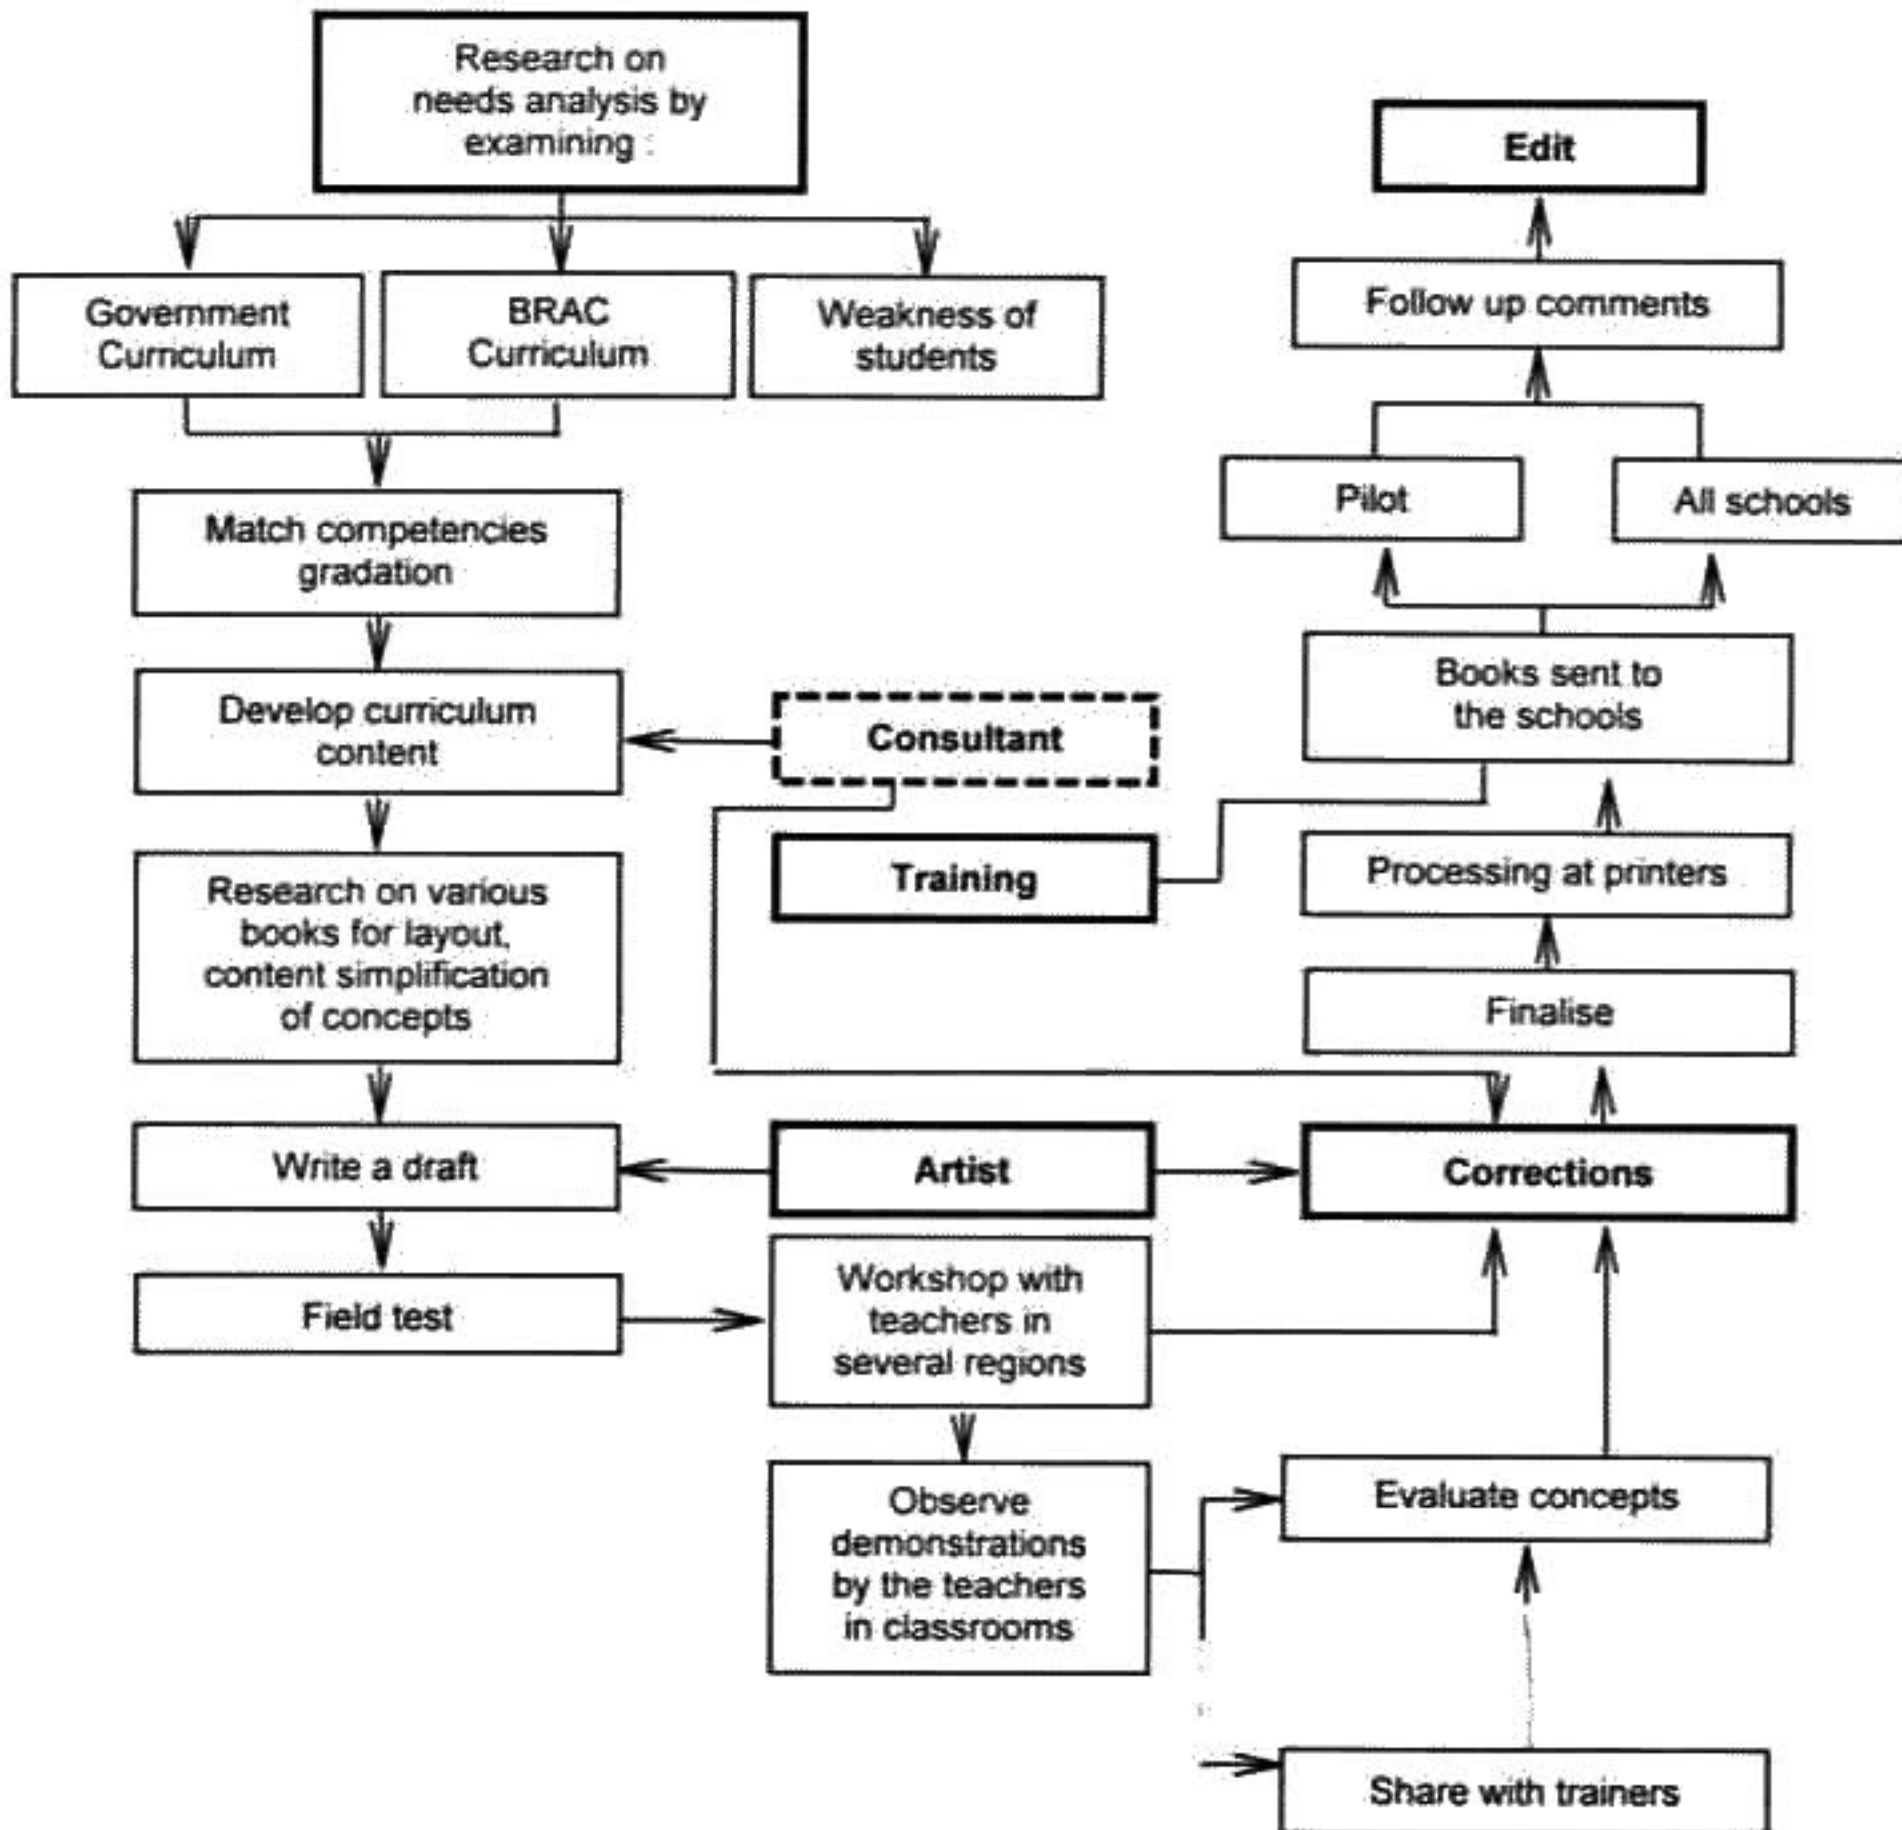 Research on
needs analysis by
examining :
Government
Curriculum
BRAC
Curriculum
Weakness of
students
Match competencies
gradation
Develop curriculum
content
Research on various
books for layout,
content simplification
of concepts
Write a draft
Field test
Consultant
Training
Artist
Workshop with
teachers in
several regions
Observe
demonstrations
by the teachers
in classrooms
Edit
Follow up comments
Pilot
All schools
Books sent to
the schools
Processing at printers
Finalise
Corrections
Evaluate concepts
Share with trainers